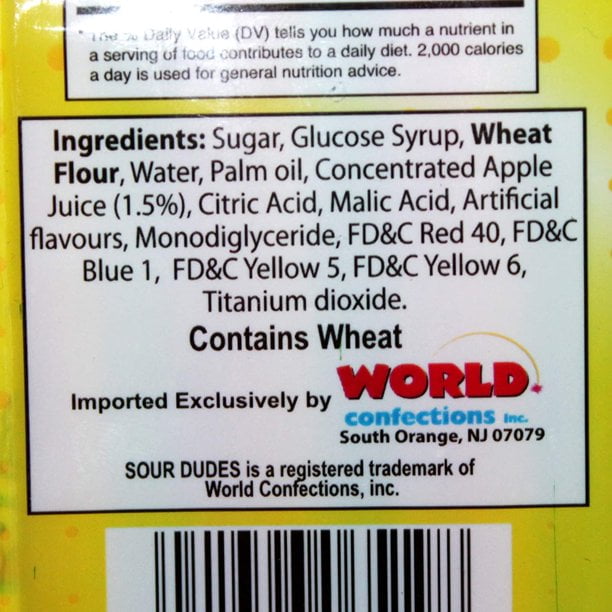 * The % Daily Value (DV) tells you how much a nutrient in
a serving of food contributes to a daily diet. 2,000 calories
a day is used for general nutrition advice.
Ingredients: Sugar, Glucose Syrup, Wheat
Flour, Water, Palm oil, Concentrated Apple
Juice (1.5%), Citric Acid, Malic Acid, Artificial
flavours, Monodiglyceride, FD&C Red 40, FD&C
Blue 1, FD&C Yellow 5, FD&C Yellow 6,
Titanium dioxide.
Contains Wheat
Imported Exclusively by WORLD
confections Inc.
South Orange, NJ 07079
SOUR DUDES is a registered trademark of
World Confections, inc.